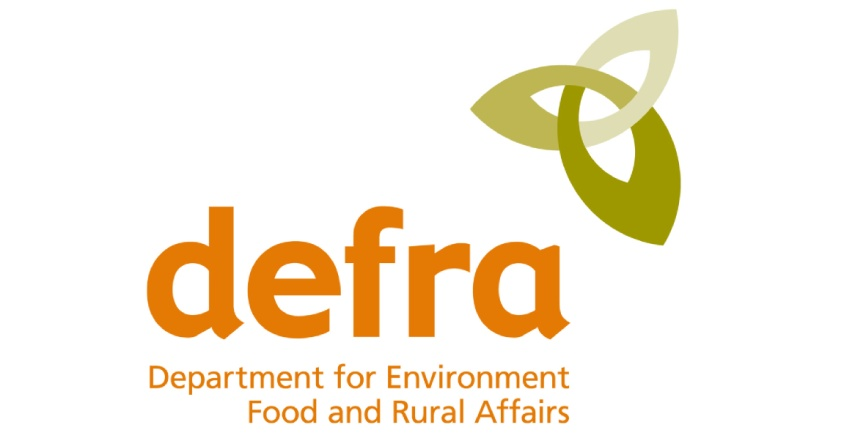 defra
Department for Environment
Food and Rural Affairs